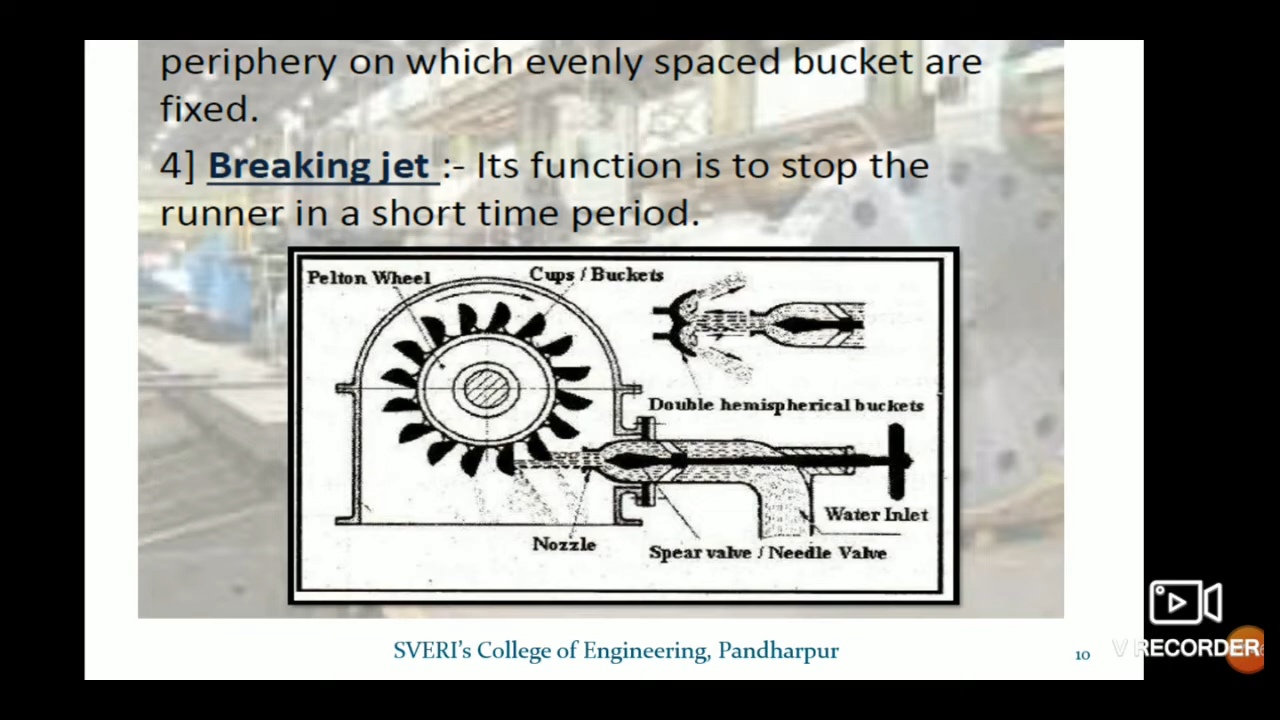 periphery on which evenly spaced bucket are
fixed.
4] Breaking jet :- Its function is to stop the
runner in a short time period.
Pelton Wheel
Cups / Buckets
Double hemispherical buckets
Water Inlet
Nozzle
Spear valve / Needle Valve
SVERI's College of Engineering, Pandharpur
10
V RECORDER